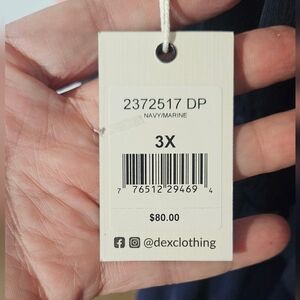 2372517 DP
NAVY/MARINE
3X
7 76512 29469 4
$80.00
@dexclothing